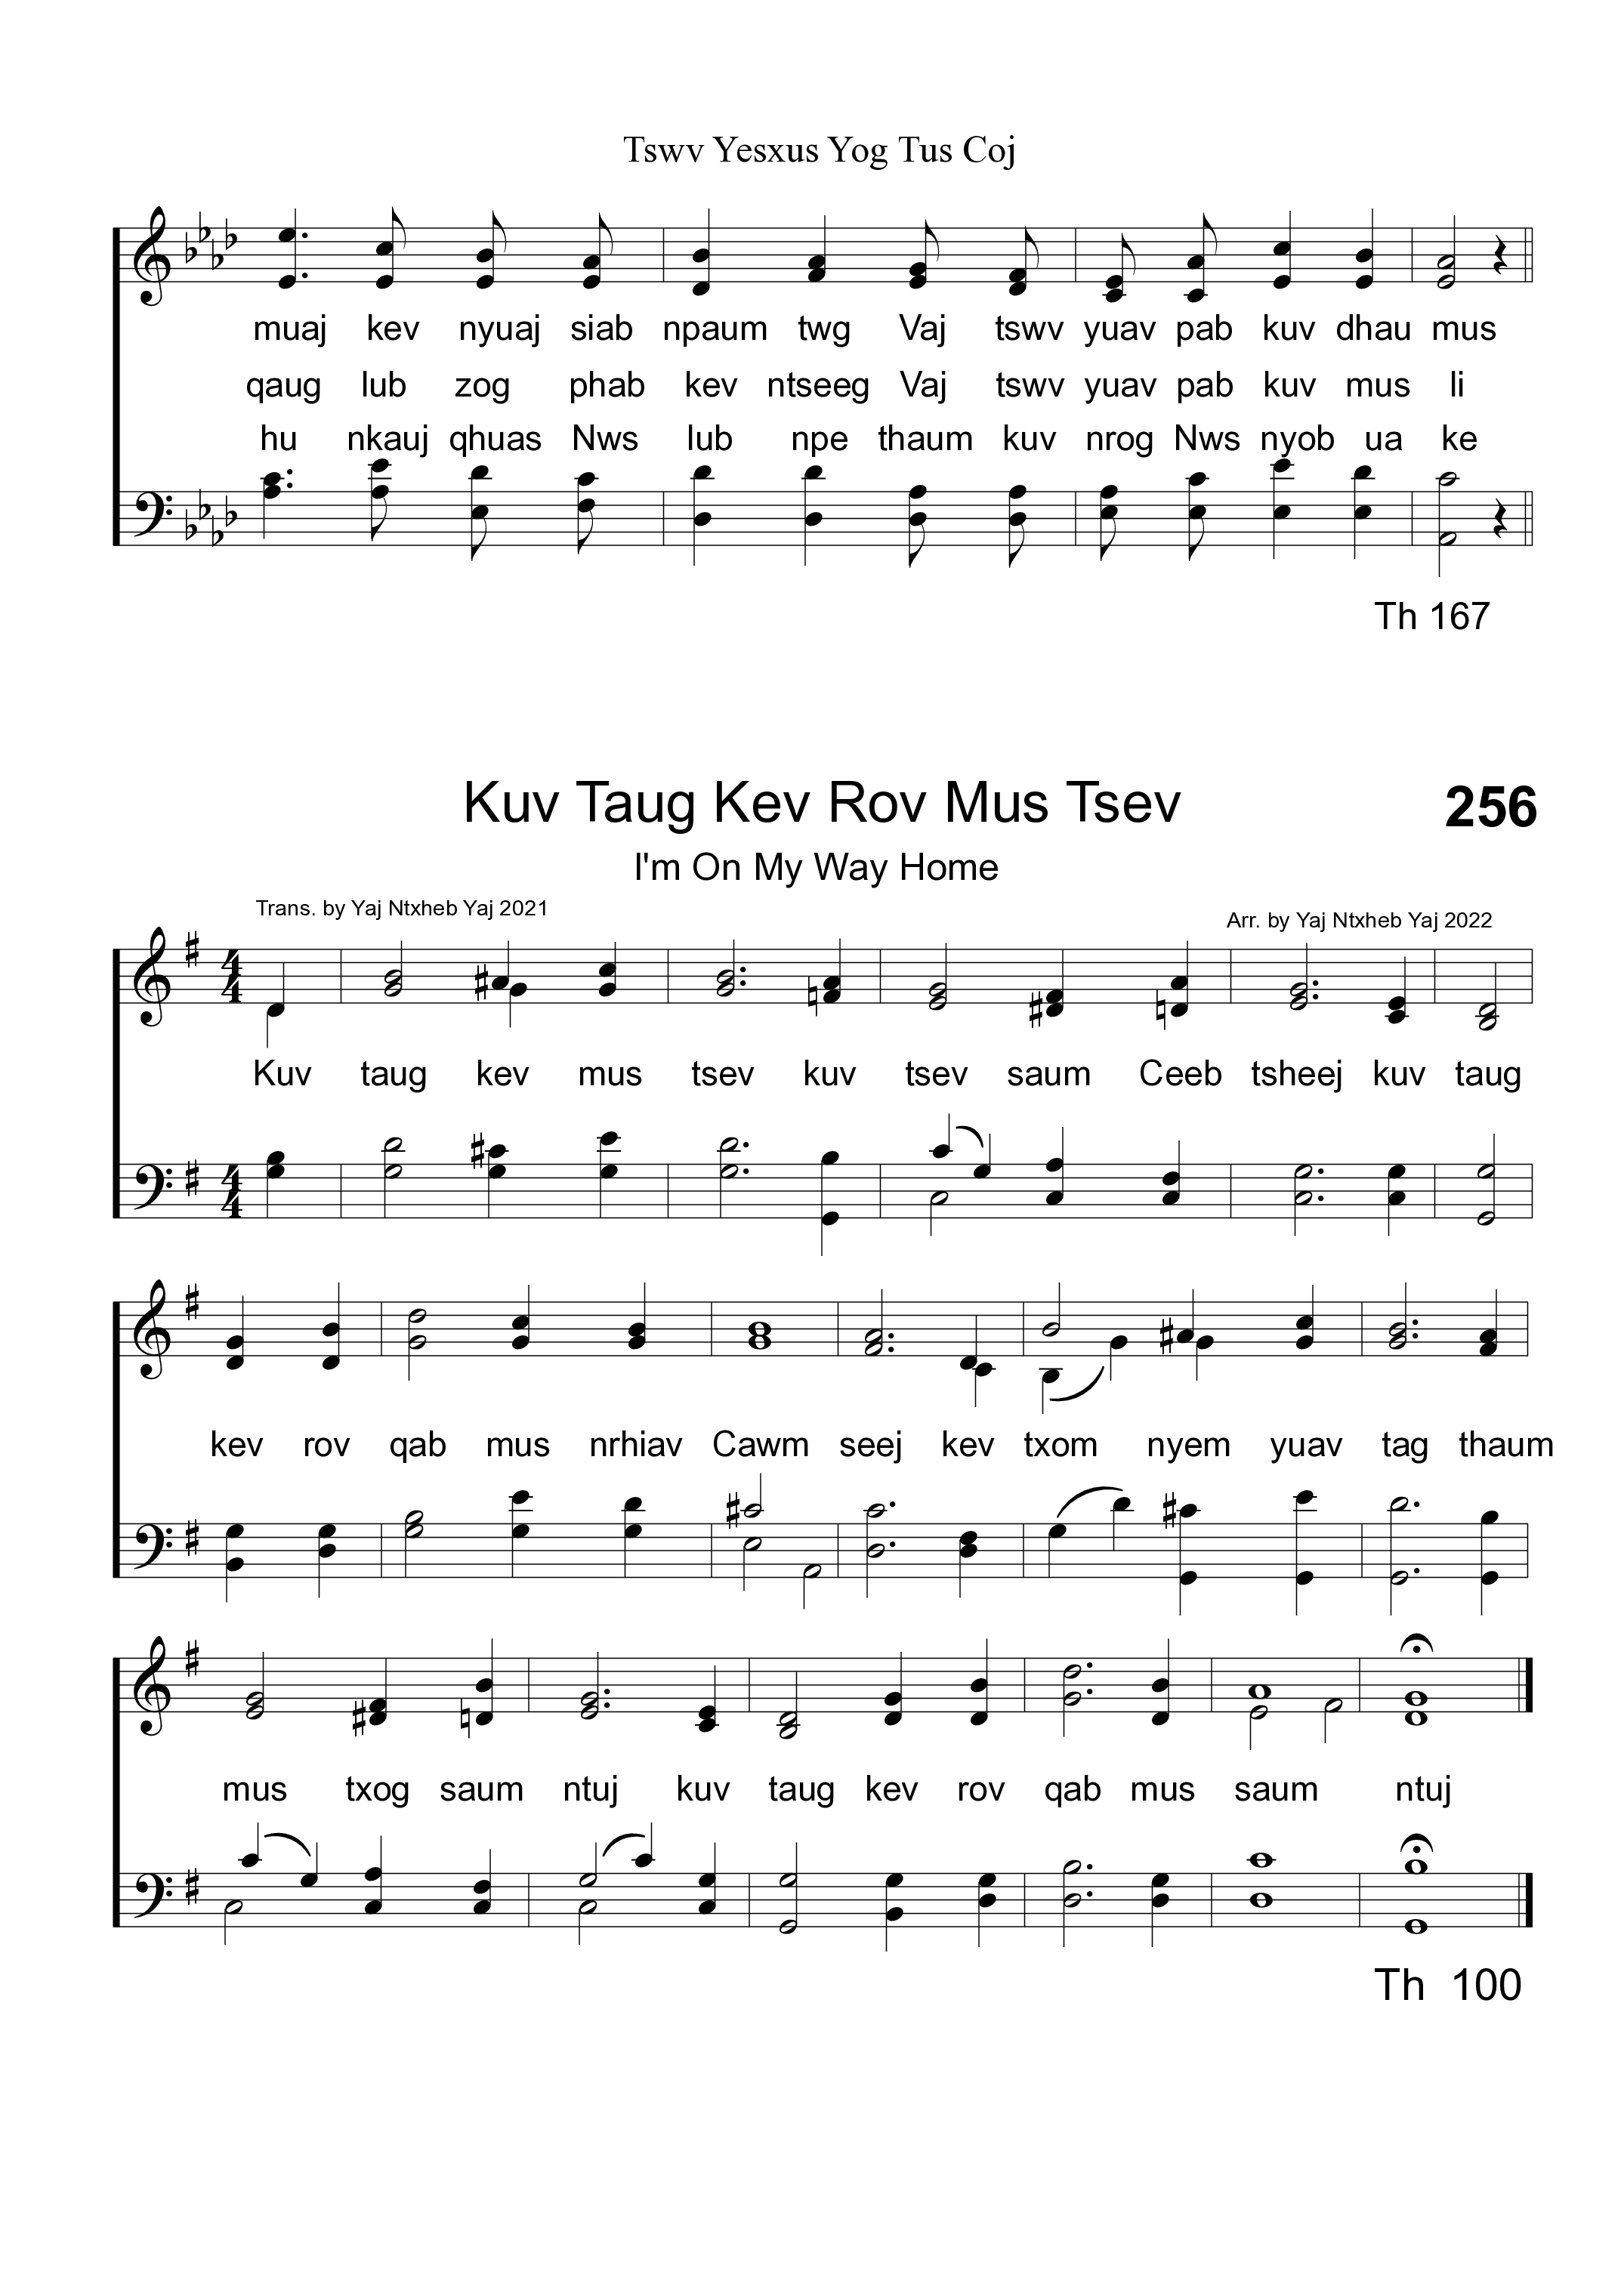 Tswv Yesxus Yog Tus Coj
muaj kev nyuaj siab npaum twg Vaj tswv yuav pab kuv dhau mus
qaug lub zog phab kev ntseeg Vaj tswv yuav pab kuv mus li
hu nkauj qhuas Nws lub npe thaum kuv nrog Nws nyob ua ke
Th 167
Kuv Taug Kev Rov Mus Tsev 256
I'm On My Way Home
Trans. by Yaj Ntxheb Yaj 2021
Arr. by Yaj Ntxheb Yaj 2022
4 4
Kuv taug kev mus tsev kuv tsev saum Ceeb tsheej kuv taug
4 4
kev rov qab mus nrhiav Cawm seej kev txom nyem yuav tag thaum
mus txog saum ntuj kuv taug kev rov qab mus saum ntuj
Th 100